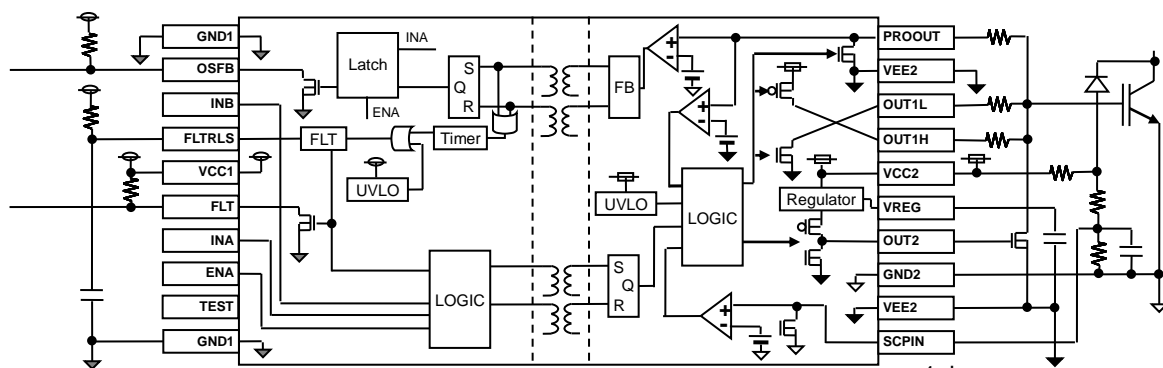 GND1
OSFB
INB
FLTRLS
VCC1
FLT
INA
ENA
TEST
GND1
Latch
INA
ENA
S
Q
R
FLT
Timer
UVLO
LOGIC
FB
S
Q
R
UVLO
LOGIC
Regulator
+
-
+
-
+
-
PROOUT
VEE2
OUT1L
OUT1H
VCC2
VREG
OUT2
GND2
VEE2
SCPIN